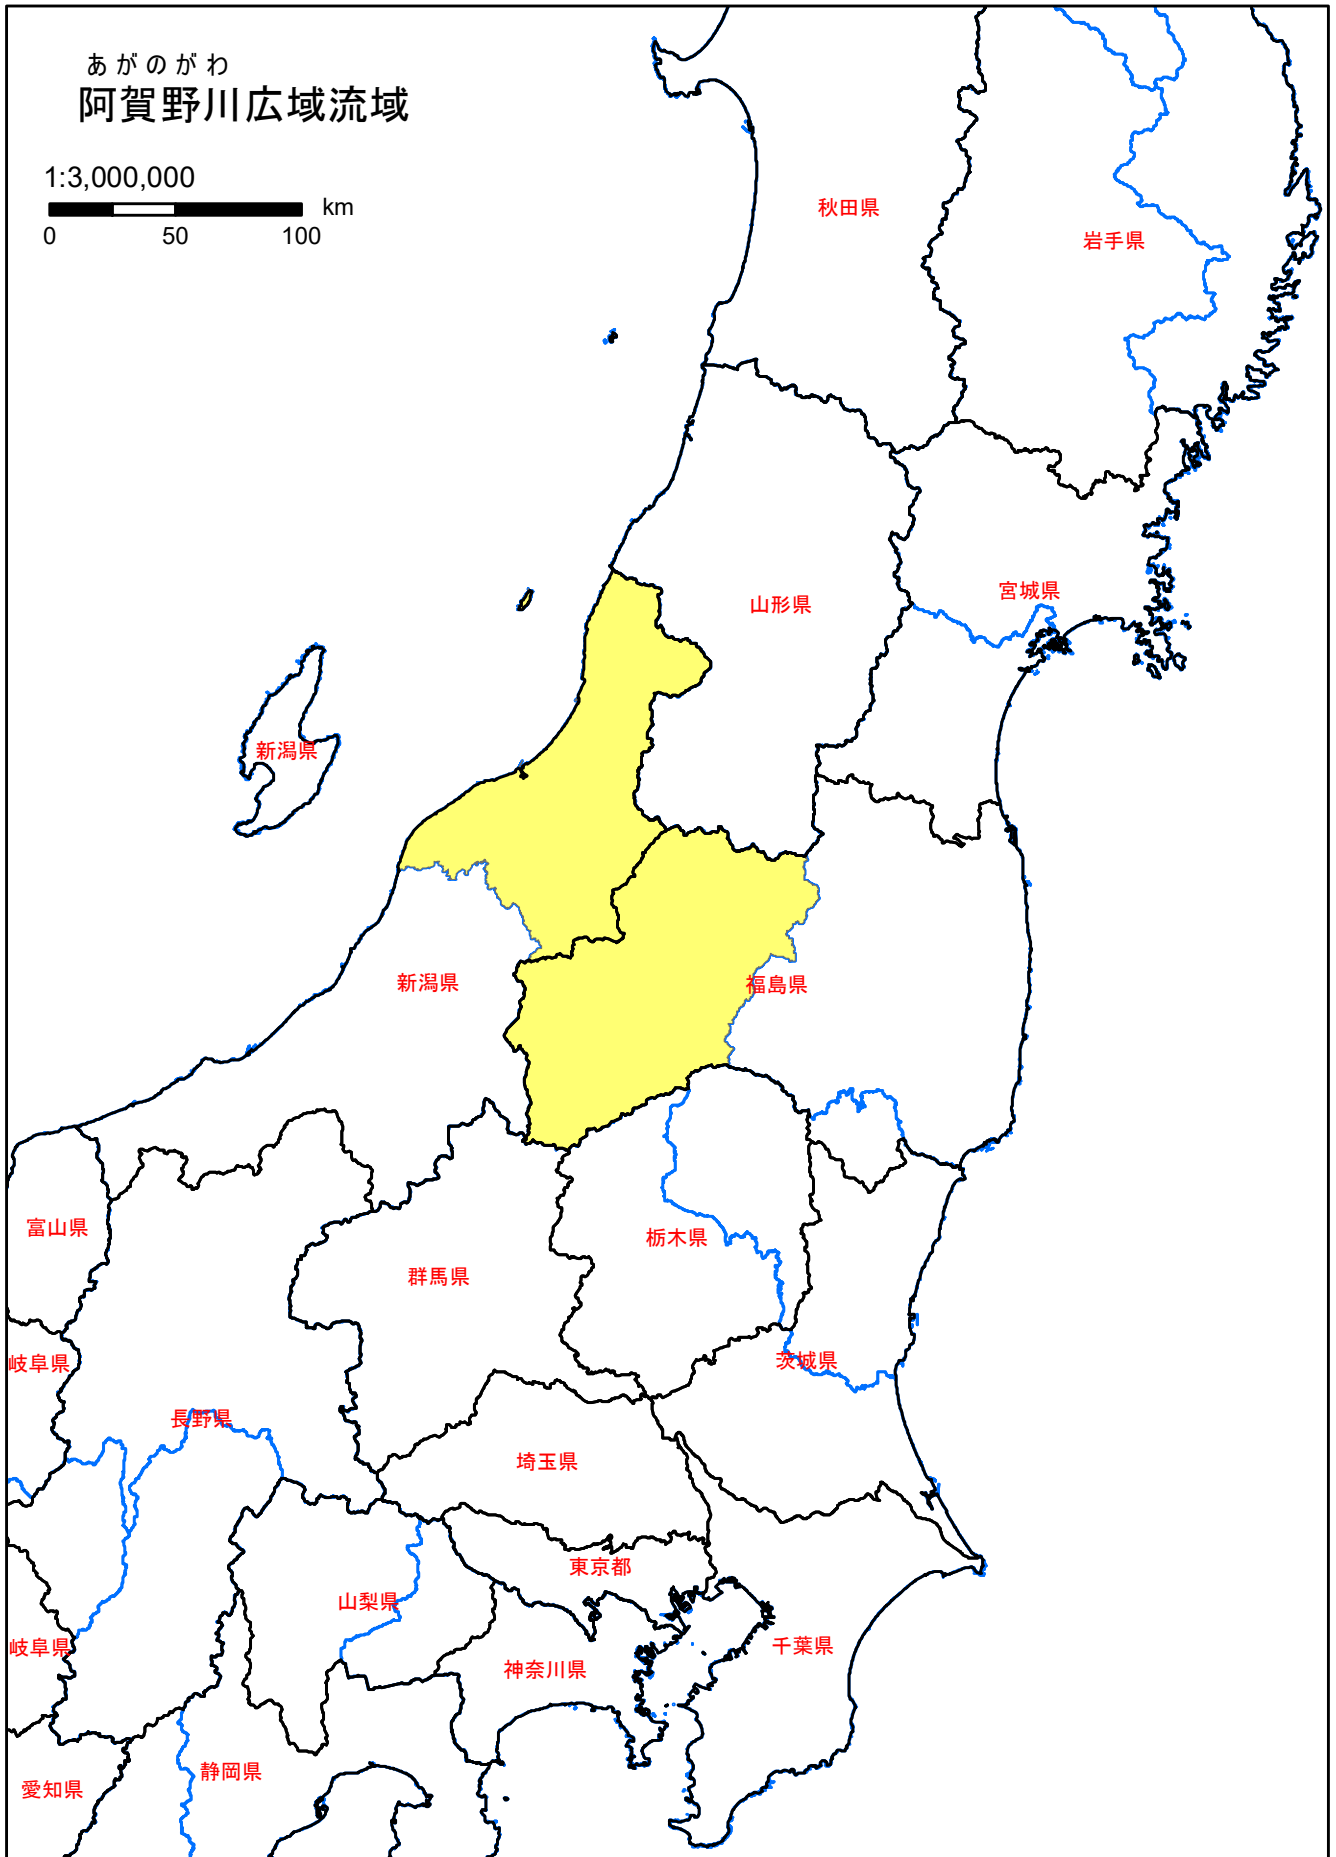 あがのがわ
阿賀野川広域流域
1:3,000,000
km
0 50 100
秋田県
岩手県
宮城県
山形県
新潟県
新潟県
福島県
富山県
栃木県
群馬県
岐阜県
茨城県
長野県
埼玉県
東京都
山梨県
千葉県
岐阜県
神奈川県
静岡県
愛知県